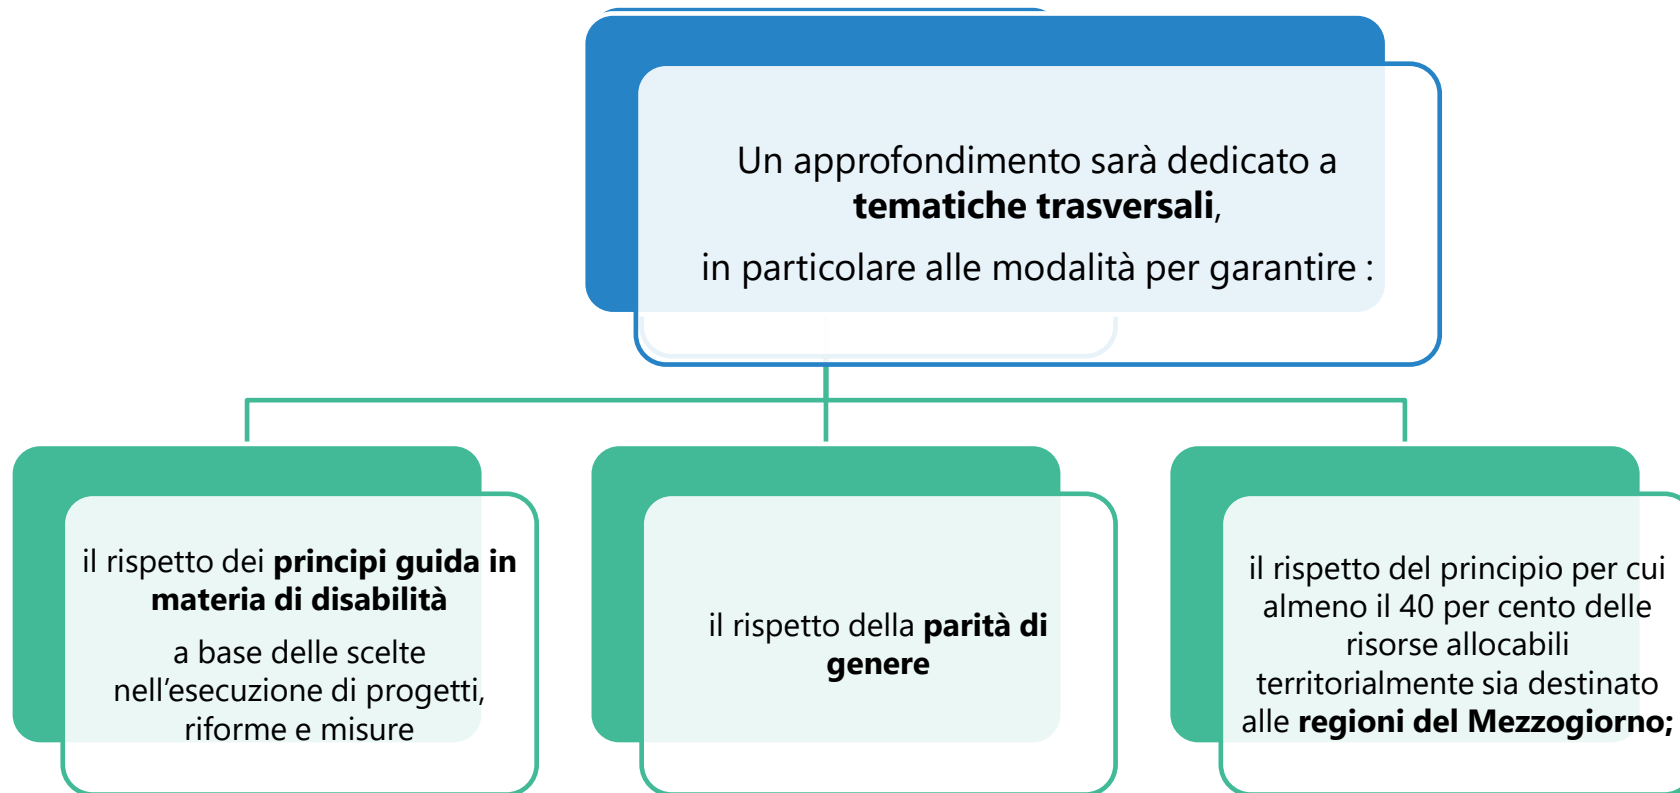 Un approfondimento sarà dedicato a
tematiche trasversali,
in particolare alle modalità per garantire :
il rispetto dei principi guida in
materia di disabilità
a base delle scelte
nell’esecuzione di progetti,
riforme e misure
il rispetto della parità di
genere
il rispetto del principio per cui
almeno il 40 per cento delle
risorse allocabili
territorialmente sia destinato
alle regioni del Mezzogiorno;